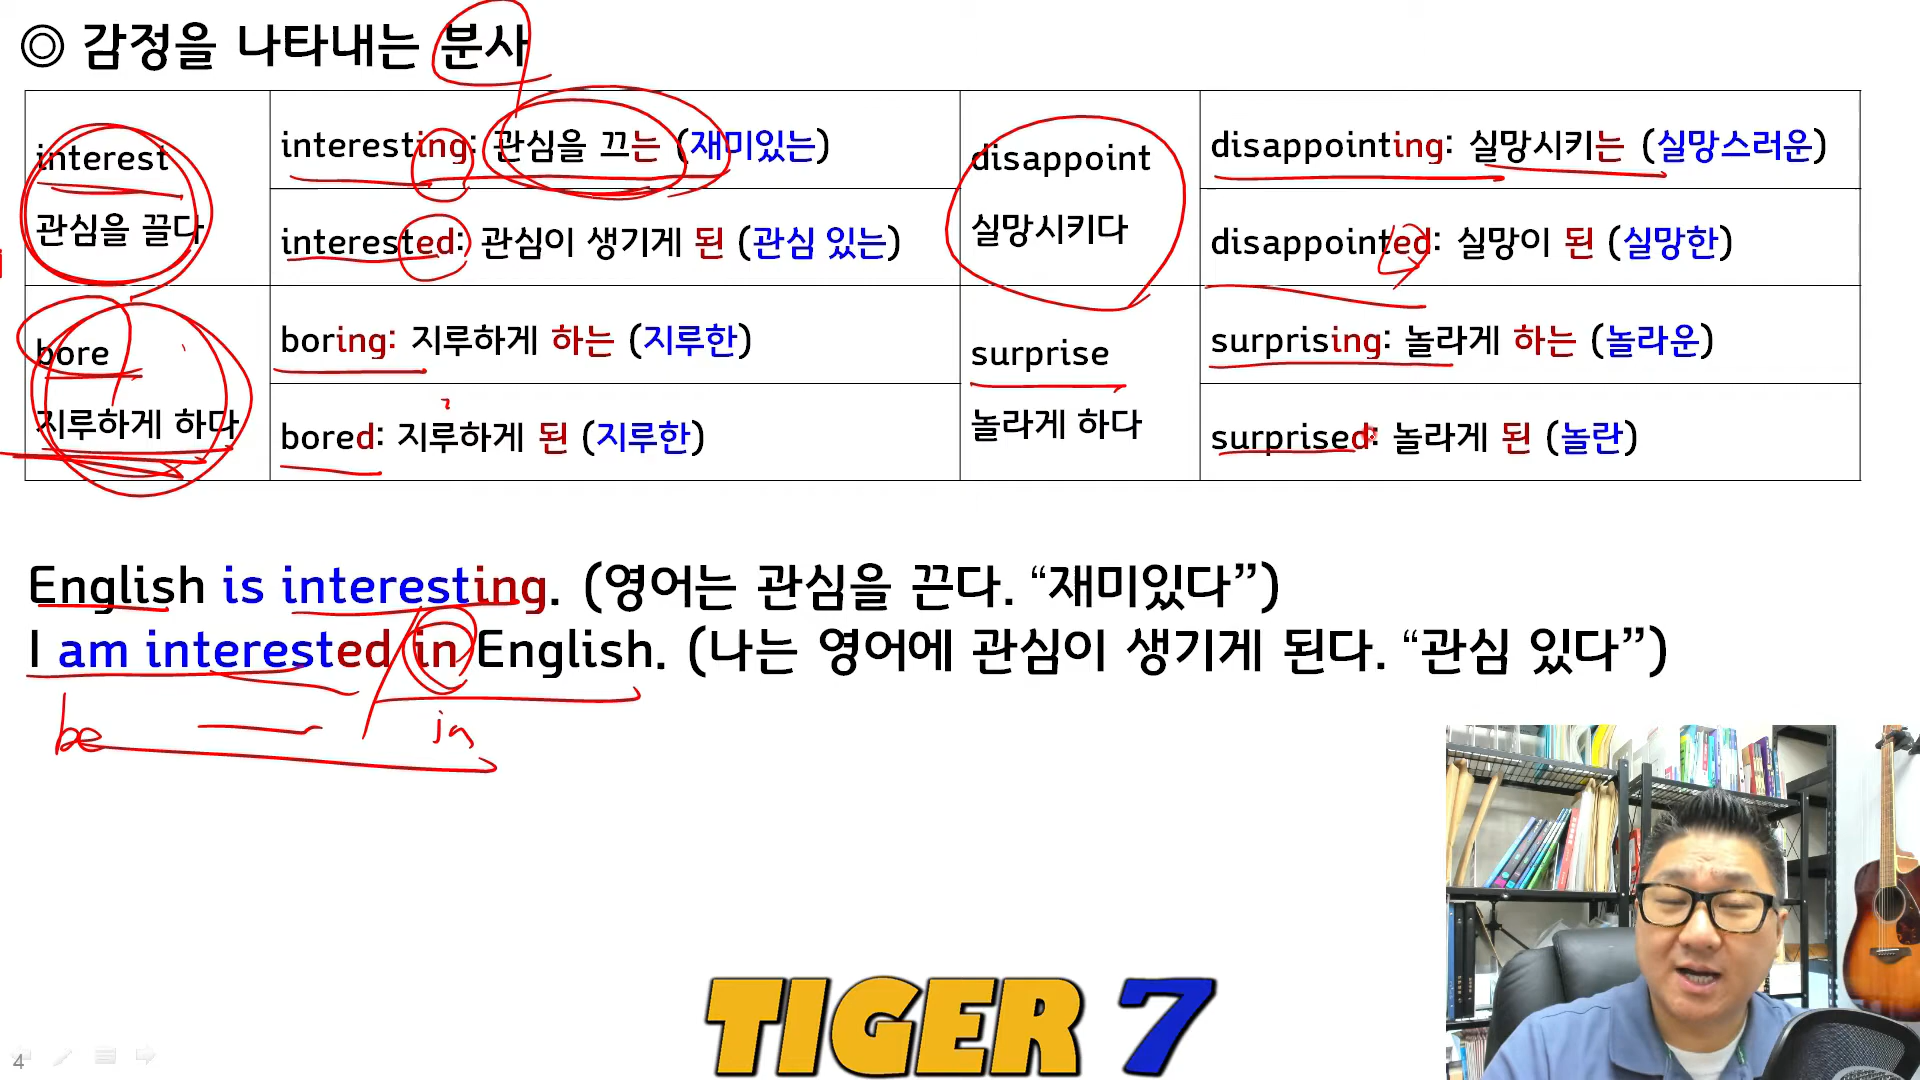 ◎ 감정을 나타내는 분사
interest
관심을 끌다
interesting: 관심을 끄는 (재미있는)
interested: 관심이 생기게 된 (관심 있는)
disappoint
실망시키다
disappointing: 실망시키는 (실망스러운)
disappointed: 실망이 된 (실망한)
bore
지루하게 하다
boring: 지루하게 하는 (지루한)
bored: 지루하게 된 (지루한)
surprise
놀라게 하다
surprising: 놀라게 하는 (놀라운)
surprised: 놀라게 된 (놀란)
English is interesting. (영어는 관심을 끈다. “재미있다”)
I am interested in English. (나는 영어에 관심이 생기게 된다. “관심 있다”)
be in
TIGER 7
4